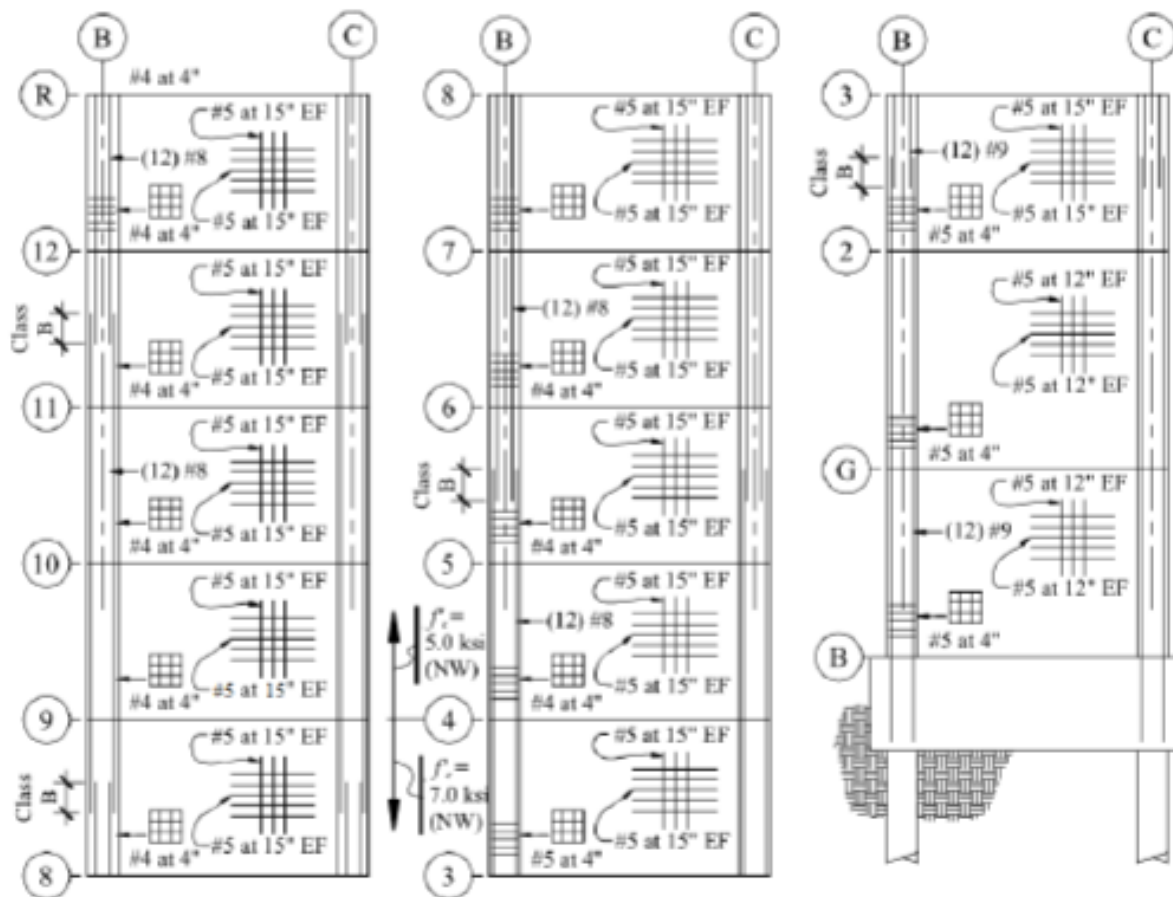 B
C
R
#4 at 4"
#5 at 15" EF
(12) #8
#4 at 4"
#5 at 15" EF
12
#5 at 15" EF
Class
B
#4 at 4"
#5 at 15" EF
11
#5 at 15" EF
(12) #8
#4 at 4"
#5 at 15" EF
10
#5 at 15" EF
#4 at 4"
#5 at 15" EF
9
#5 at 15" EF
Class
B
#4 at 4"
#5 at 15" EF
8
f'c =
5.0 ksi
(NW)
f'c =
7.0 ksi
(NW)
B
C
8
#5 at 15" EF
#5 at 15" EF
7
#5 at 15" EF
(12) #8
#4 at 4"
#5 at 15" EF
6
#5 at 15" EF
Class
B
#4 at 4"
#5 at 15" EF
5
#5 at 15" EF
(12) #8
#4 at 4"
#5 at 15" EF
4
#5 at 15" EF
#5 at 4"
#5 at 15" EF
3
B
C
3
#5 at 15" EF
(12) #9
Class
B
#5 at 4"
#5 at 15" EF
2
#5 at 12" EF
#5 at 12" EF
#5 at 4"
G
#5 at 12" EF
(12) #9
#5 at 12" EF
#5 at 4"
B